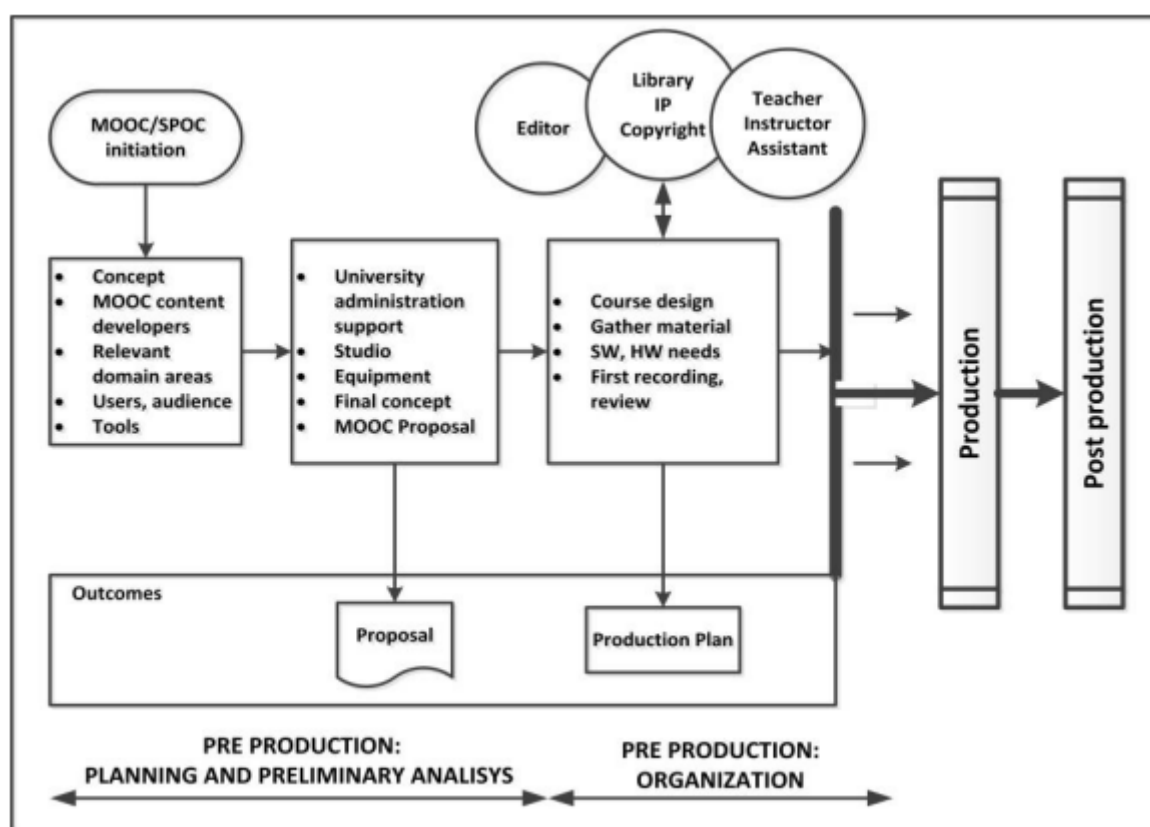 MOOC/SPOC
initiation
Editor
Library
IP
Copyright
Teacher
Instructor
Assistant
• Concept
• MOOC content
developers
• Relevant
domain areas
• Users, audience
• Tools
• University
administration
support
• Studio
• Equipment
• Final concept
• MOOC Proposal
• Course design
• Gather material
• SW, HW needs
• First recording,
review
Production
Post production
Outcomes
Proposal
Production Plan
PRE PRODUCTION:
PLANNING AND PRELIMINARY ANALISYS
PRE PRODUCTION:
ORGANIZATION